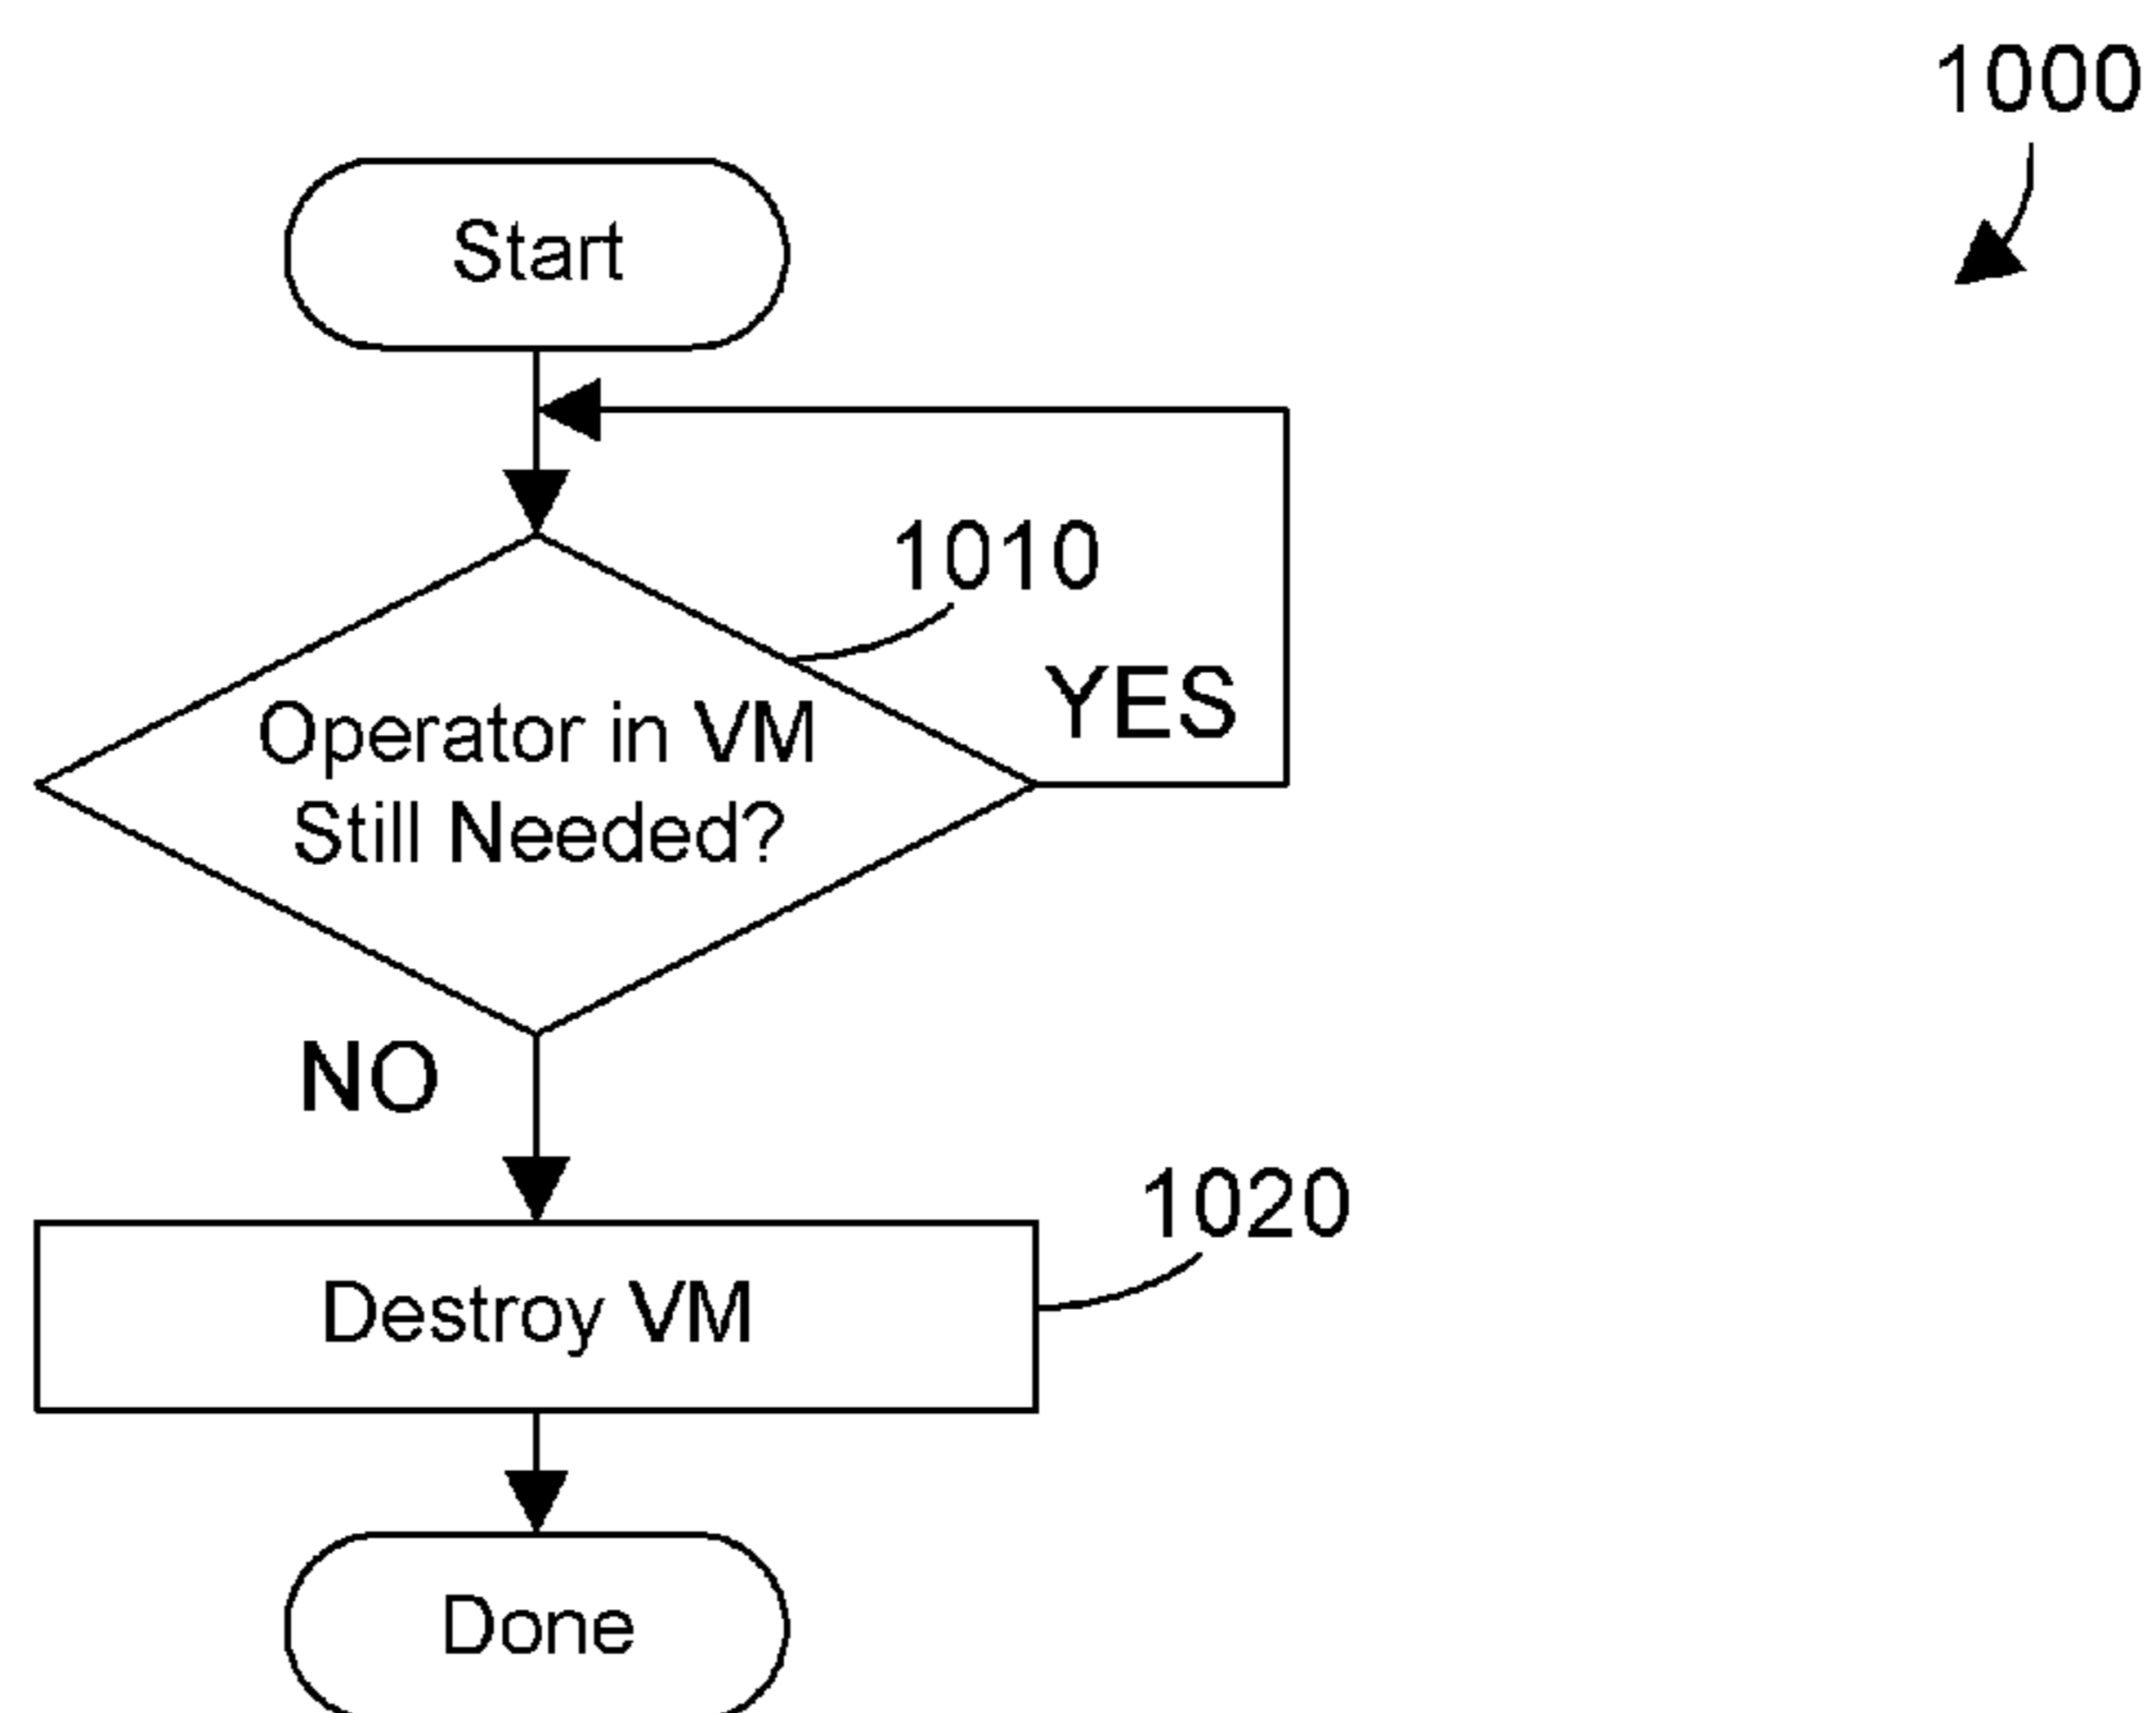 1000
Start
1010
YES
Operator in VM
Still Needed?
NO
1020
Destroy VM
Done